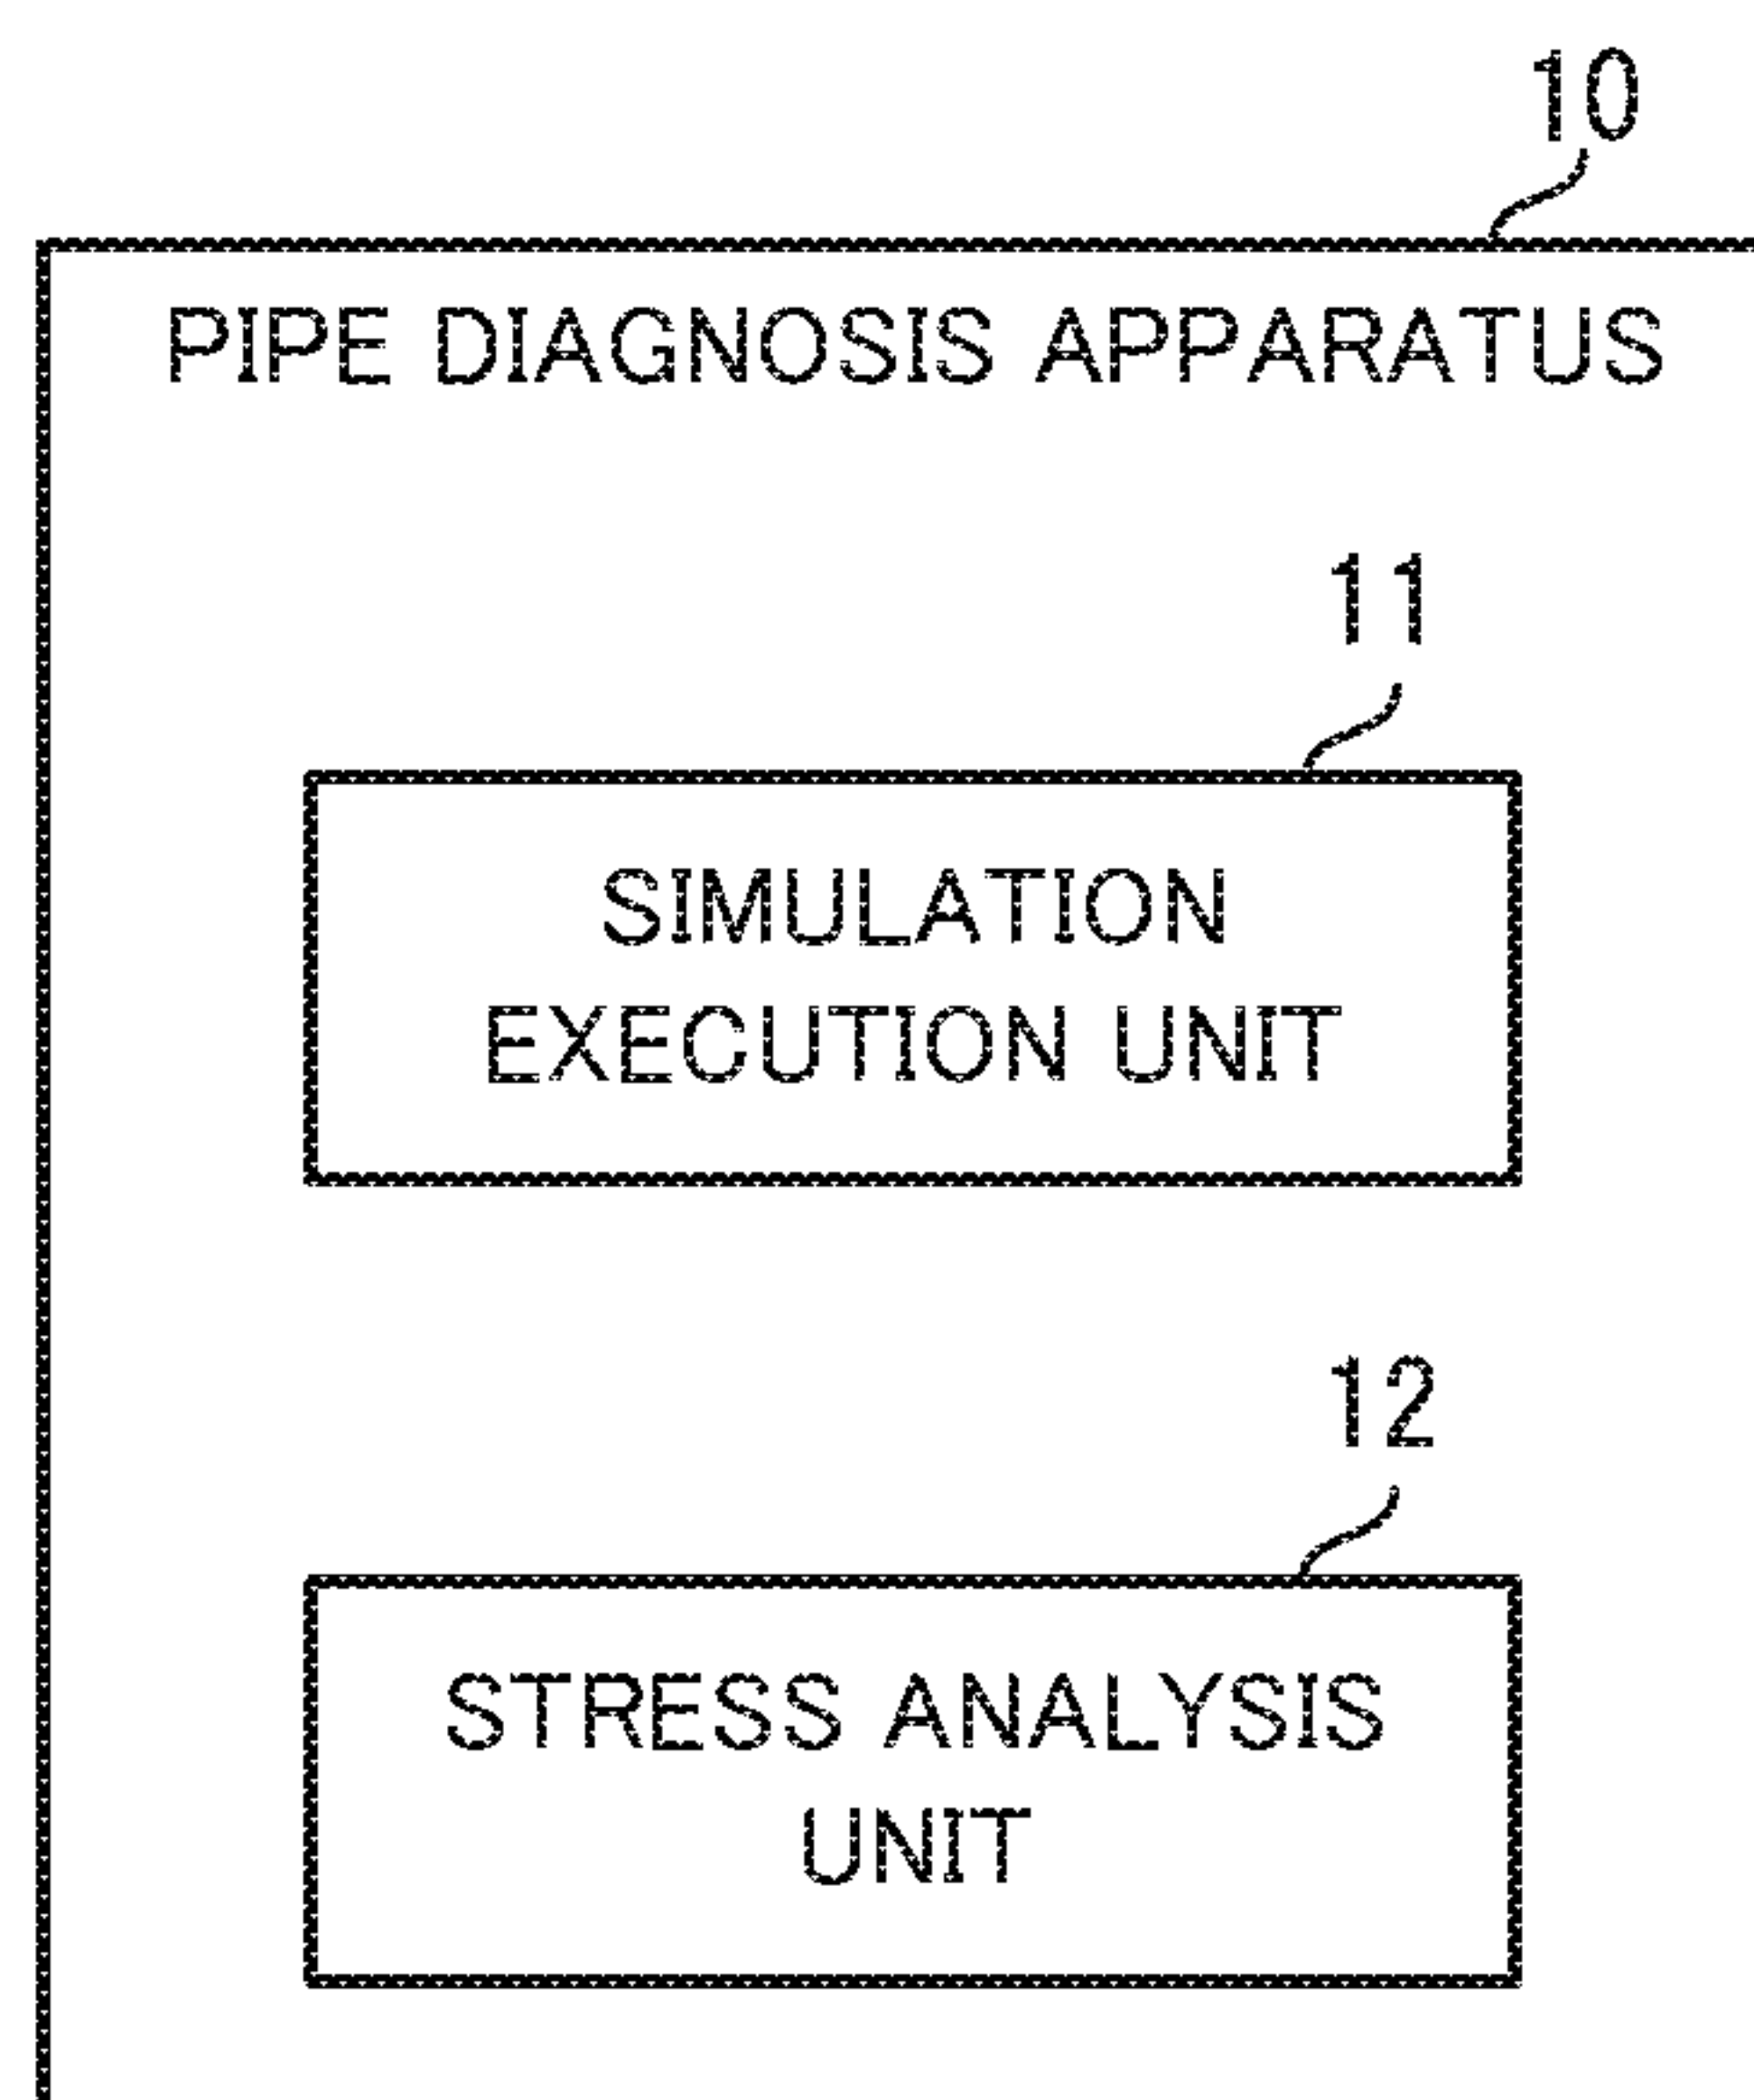 10
PIPE DIAGNOSIS APPARATUS
11
SIMULATION
EXECUTION UNIT
12
STRESS ANALYSIS
UNIT